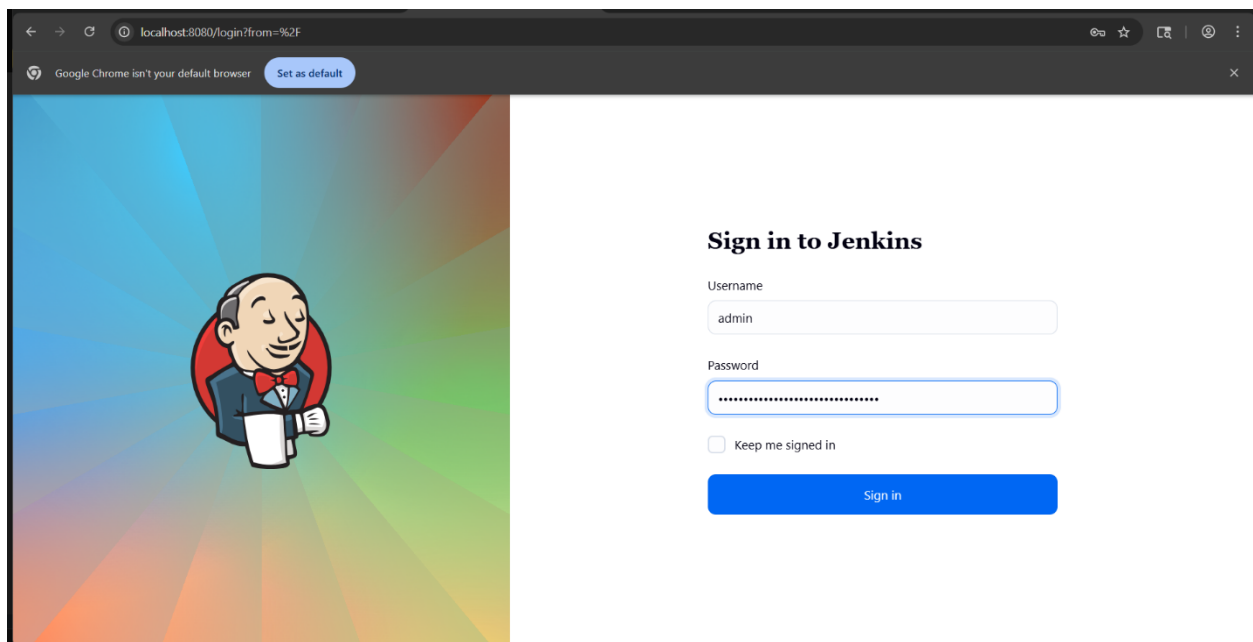 localhost:8080/login?from=%2F
Google Chrome isn't your default browser Set as default
Sign in to Jenkins
Username
admin
Password
••••••••••••••••••••••••••••••••
Keep me signed in
Sign in